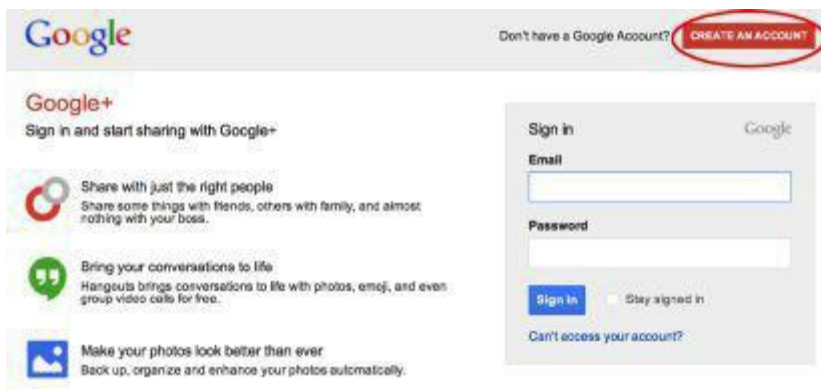 Google
Don't have a Google Account?
CREATE AN ACCOUNT
Google+
Sign in and start sharing with Google+
Share with just the right people
Share some things with friends, others with family, and almost
nothing with your boss.
Bring your conversations to life
Hangouts brings conversations to life with photos, emoji, and even
group video calls for free.
Make your photos look better than ever
Back up, organize and enhance your photos automatically.
Sign in
Google
Email
Password
Sign in
Stay signed in
Can't access your account?